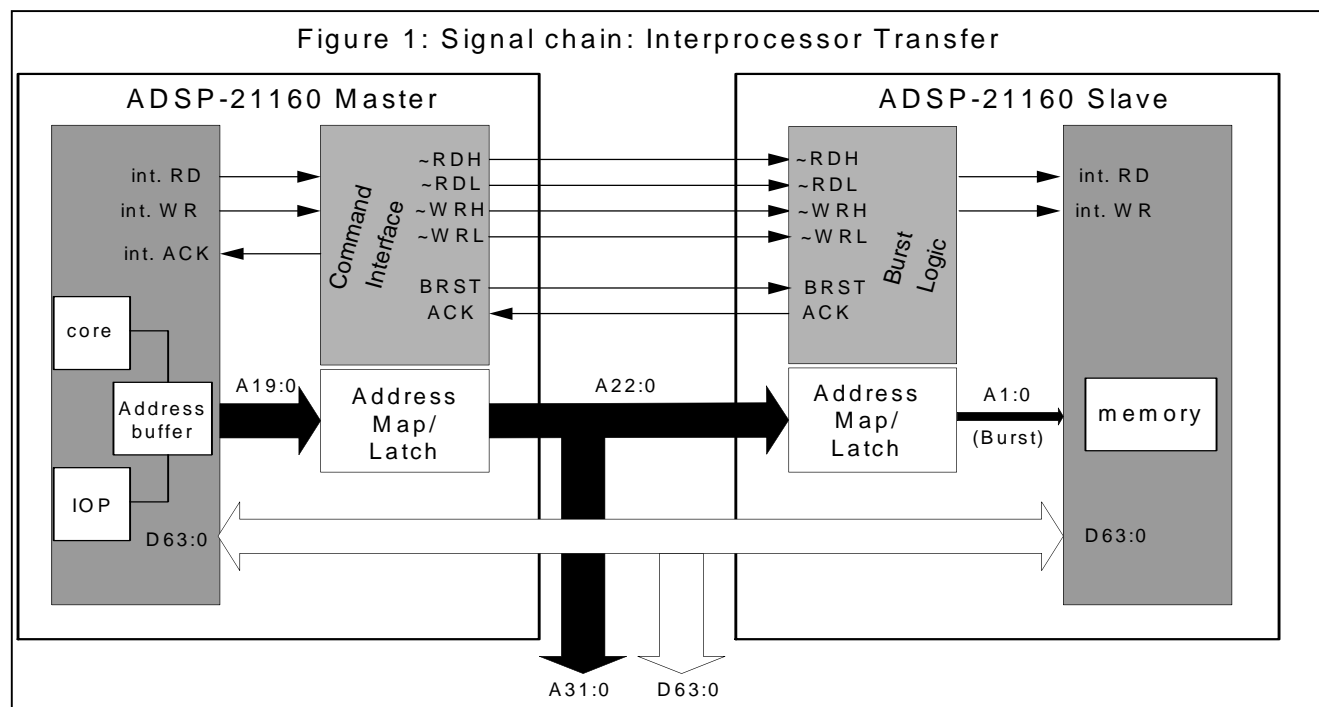 Figure 1: Signal chain: Interprocessor Transfer
ADSP-21160 Master
int. RD
int. WR
int. ACK
core
Address
buffer
IOP
D63:0
A19:0
Command
Interface
~RDH
~RDL
~WRH
~WRL
BRST
ACK
Address
Map/
Latch
A22:0
A31:0
D63:0
ADSP-21160 Slave
~RDH
~RDL
~WRH
~WRL
BRST
ACK
Burst
Logic
Address
Map/
Latch
A1:0
(Burst)
int. RD
int. WR
memory
D63:0